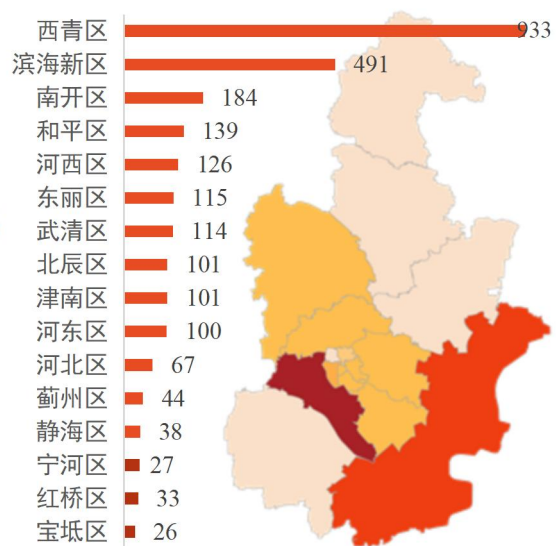 西青区 933
滨海新区 491
南开区 184
和平区 139
河西区 126
东丽区 115
武清区 114
北辰区 101
津南区 101
河东区 100
河北区 67
蓟州区 44
静海区 38
宁河区 27
红桥区 33
宝坻区 26